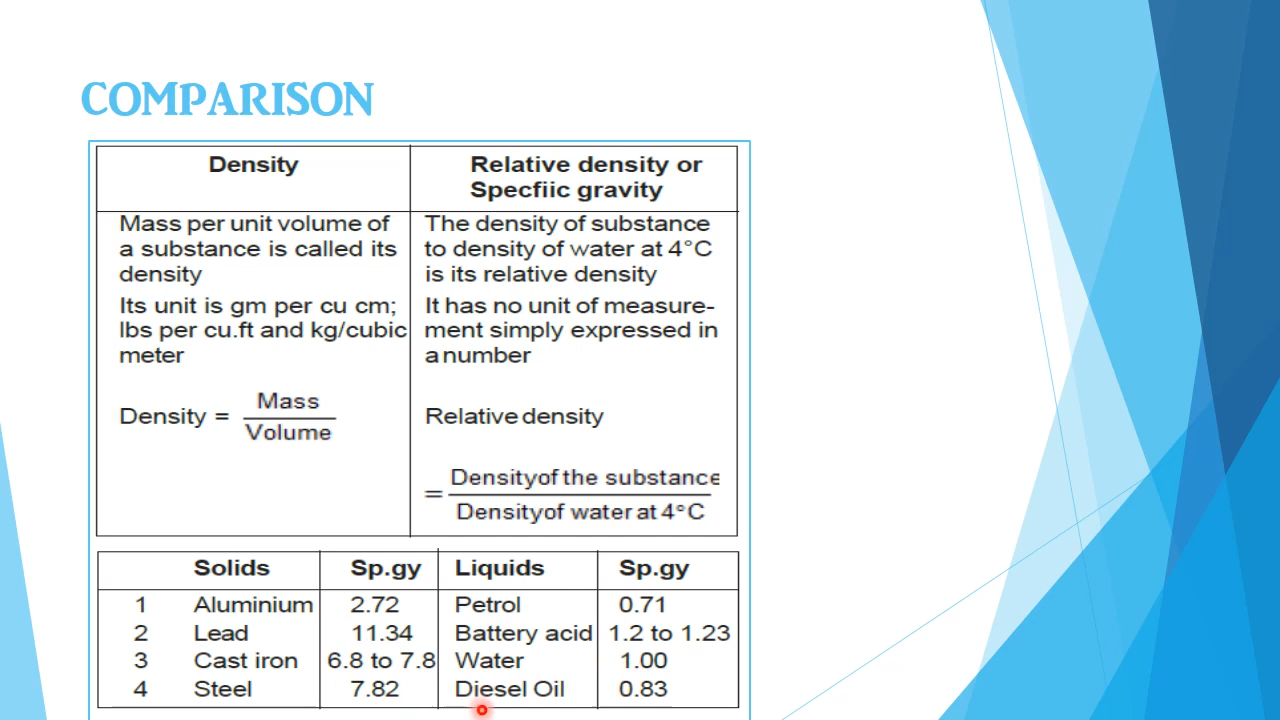 COMPARISON
Density
Relative density or
Specfiic gravity
Mass per unit volume of
a substance is called its
density
The density of substance
to density of water at 4°C
is its relative density
Its unit is gm per cu cm;
lbs per cu.ft and kg/cubic
meter
It has no unit of measure-
ment simply expressed in
a number
Density = Mass
Volume
Relative density
= Density of the substance
Density of water at 4°C
Solids Sp.gy Liquids Sp.gy
1 Aluminium 2.72 Petrol 0.71
2 Lead 11.34 Battery acid 1.2 to 1.23
3 Cast iron 6.8 to 7.8 Water 1.00
4 Steel 7.82 Diesel Oil 0.83